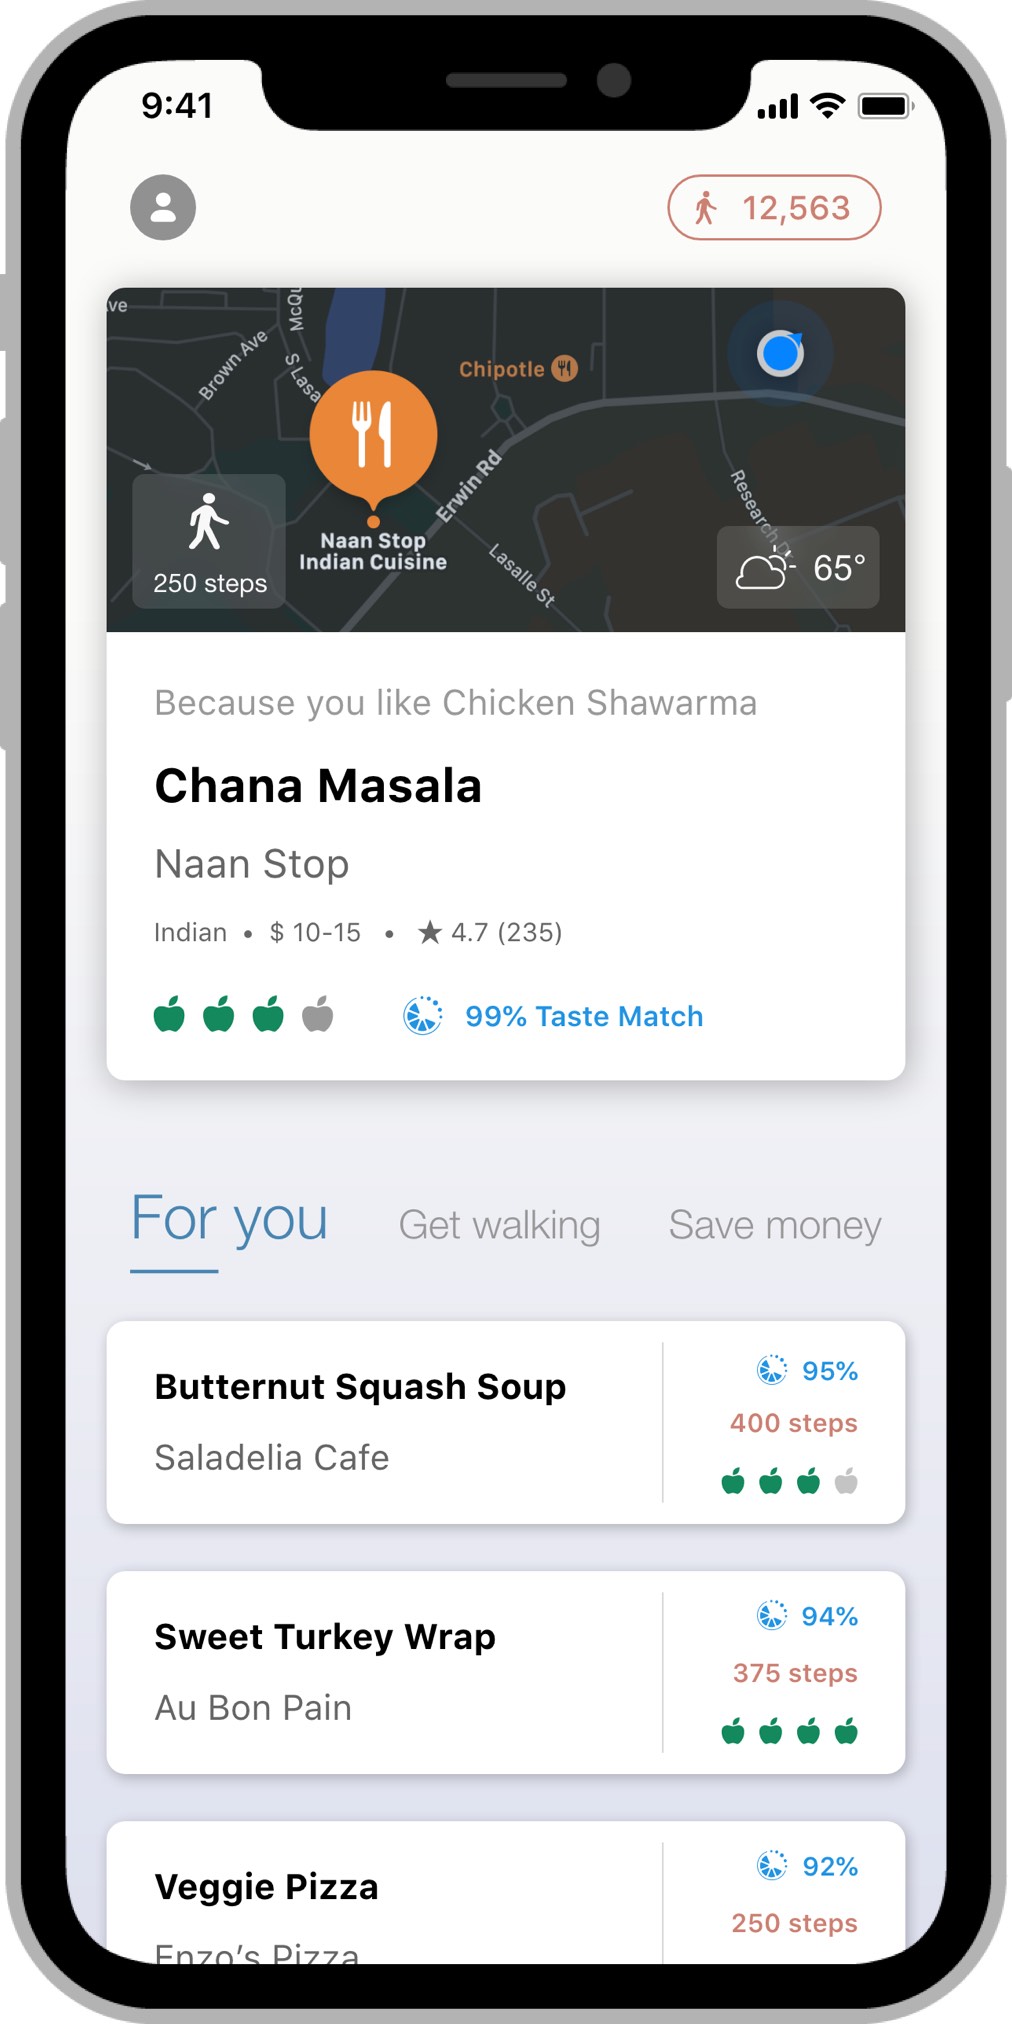 9:41
12,563
ve
Brown Ave
McQu
S Lasa
Chipotle
Erwin Rd
Research Dr
Naan Stop
Indian Cuisine
Lasalle St
250 steps
65°
Because you like Chicken Shawarma
Chana Masala
Naan Stop
Indian • $ 10-15 • ★ 4.7 (235)
99% Taste Match
For you Get walking Save money
Butternut Squash Soup
Saladelia Cafe
95%
400 steps
Sweet Turkey Wrap
Au Bon Pain
94%
375 steps
Veggie Pizza
Enzo's Pizza
92%
250 steps